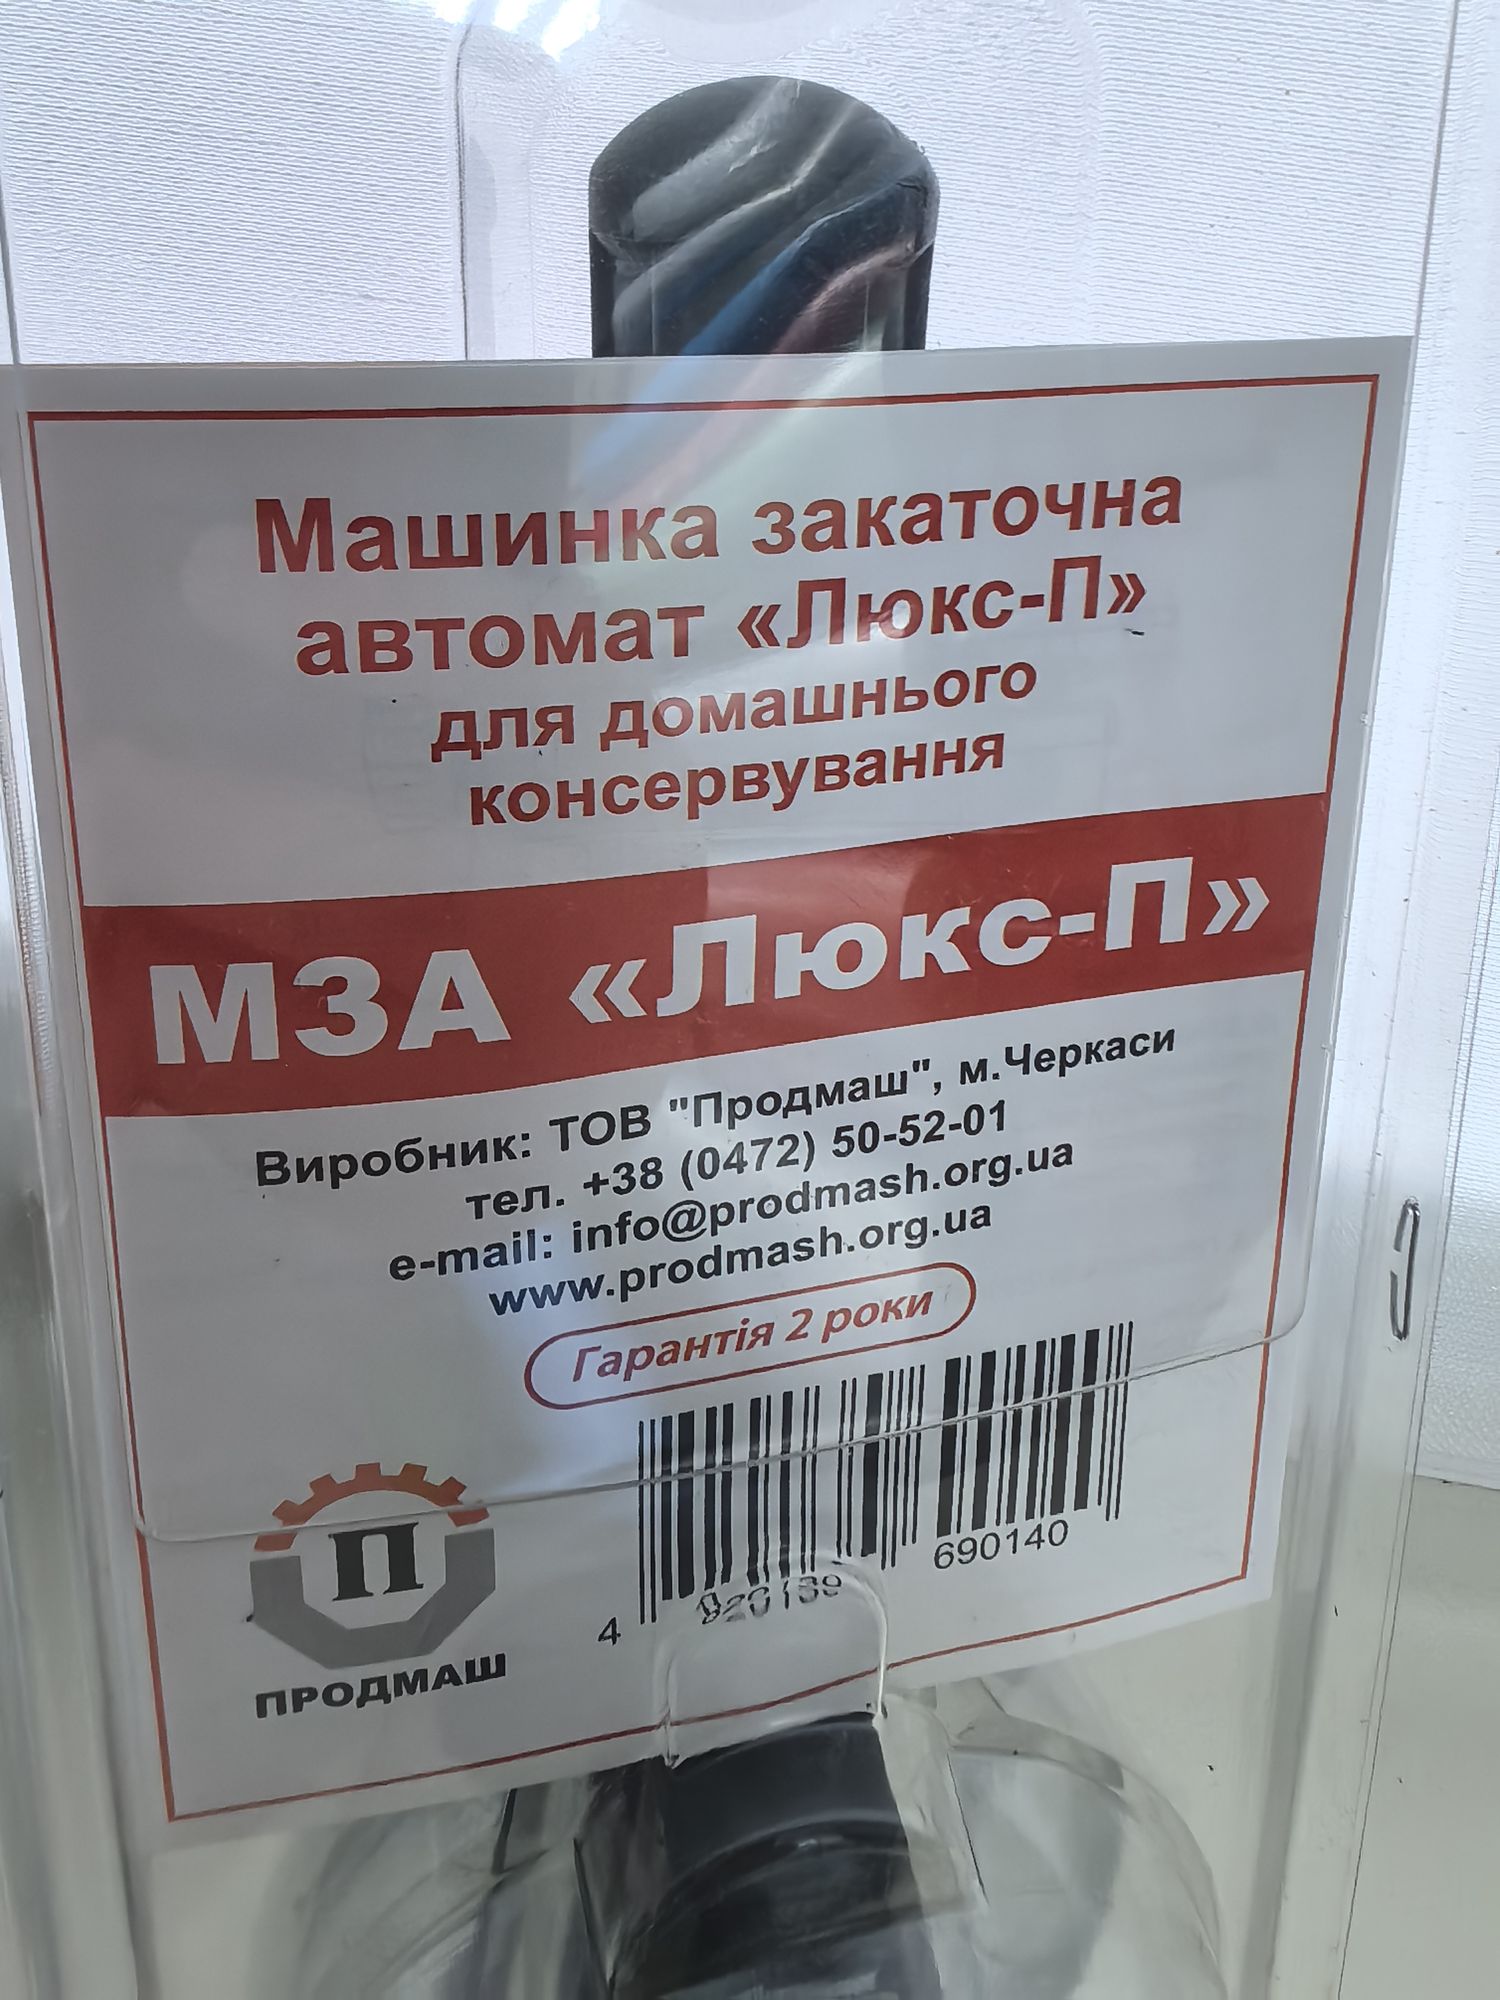 Машинка закаточна
автомат «Люкс-П»
для домашнього
консервування
МЗА «Люкс-П»
Виробник: ТОВ "Продмаш", м.Черкаси
тел. +38 (0472) 50-52-01
e-mail: info@prodmash.org.ua
www.prodmash.org.ua
Гарантія 2 роки
4 690140
П
ПРОДМАШ